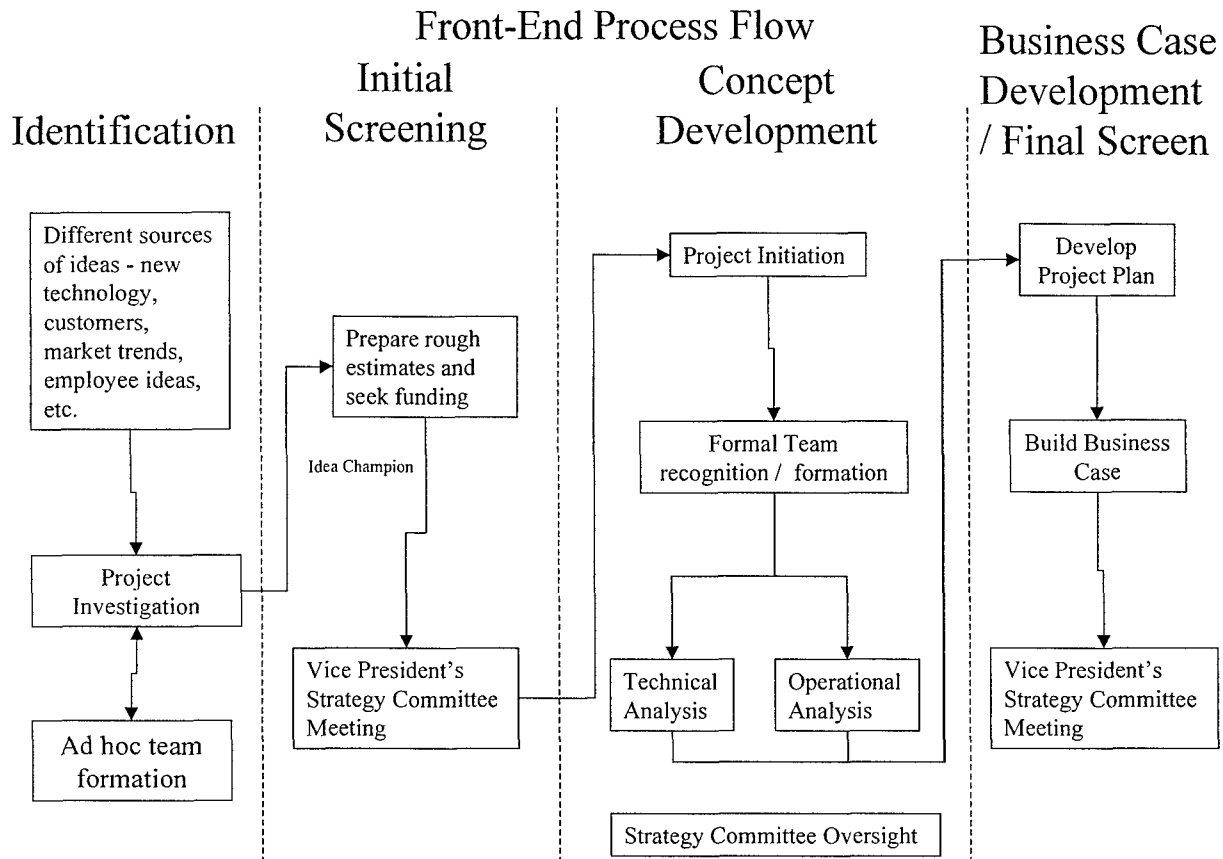 Front-End Process Flow
Identification
Initial
Screening
Concept
Development
Business Case
Development
/ Final Screen
Different sources
of ideas - new
technology,
customers,
market trends,
employee ideas,
etc.
Project
Investigation
Ad hoc team
formation
Prepare rough
estimates and
seek funding
Idea Champion
Vice President's
Strategy Committee
Meeting
Project Initiation
Formal Team
recognition / formation
Technical
Analysis
Operational
Analysis
Strategy Committee Oversight
Develop
Project Plan
Build Business
Case
Vice President's
Strategy Committee
Meeting